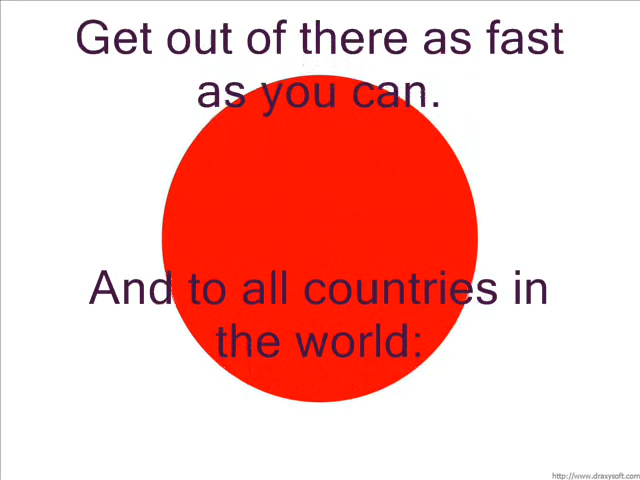 Get out of there as fast
as you can.
And to all countries in
the world:
http://www.draxysoft.com